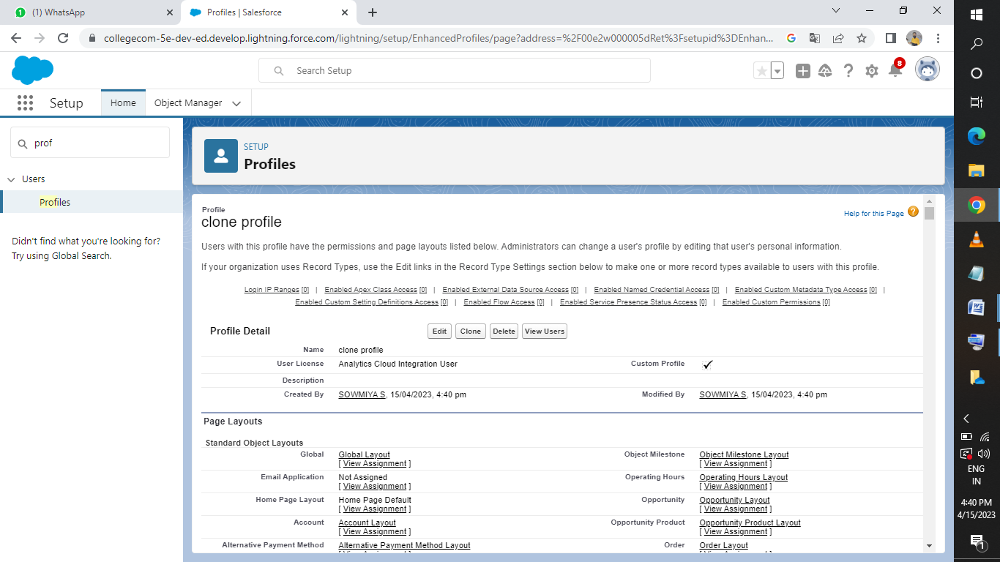 (1) WhatsApp
Profiles | Salesforce
collegecom-5e-dev-ed.develop.lightning.force.com/lightning/setup/EnhancedProfiles/page?address=%2F00e2w000005dRet%3Fsetupid%3DEnhan...
Search Setup
8
Setup
Home
Object Manager
prof
Users
Profiles
Didn't find what you're looking for?
Try using Global Search.
SETUP
Profiles
Profile
clone profile
Help for this Page ?
Users with this profile have the permissions and page layouts listed below. Administrators can change a user's profile by editing that user's personal information.
If your organization uses Record Types, use the Edit links in the Record Type Settings section below to make one or more record types available to users with this profile.
Login IP Ranges [0] | Enabled Apex Class Access [0] | Enabled External Data Source Access [0] | Enabled Named Credential Access [0] | Enabled Custom Metadata Type Access [0] |
Enabled Custom Setting Definitions Access [0] | Enabled Flow Access [0] | Enabled Service Presence Status Access [0] | Enabled Custom Permissions [0]
Profile Detail Edit Clone Delete View Users
Name clone profile
User License Analytics Cloud Integration User Custom Profile
Description
Created By SOWMIYA S, 15/04/2023, 4:40 pm Modified By SOWMIYA S, 15/04/2023, 4:40 pm
Page Layouts
Standard Object Layouts
Global Global Layout Object Milestone Object Milestone Layout
[ View Assignment ] [ View Assignment ]
Email Application Not Assigned Operating Hours Operating Hours Layout
[ View Assignment ] [ View Assignment ]
Home Page Layout Home Page Default Opportunity Opportunity Layout
[ View Assignment ] [ View Assignment ]
Account Account Layout Opportunity Product Opportunity Product Layout
[ View Assignment ] [ View Assignment ]
Alternative Payment Method Alternative Payment Method Layout Order Order Layout
ENG
IN
4:40 PM
4/15/2023
1